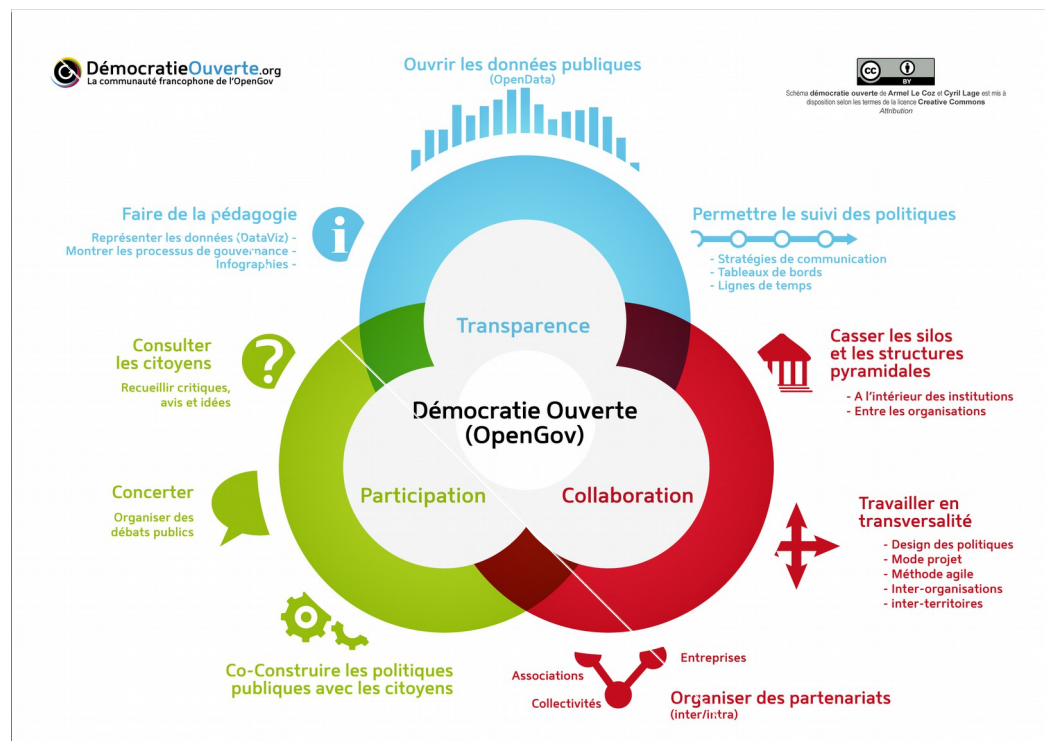 DémocratieOuverte.org
La communauté francophone de l'OpenGov
Ouvrir les données publiques
(OpenData)
CC BY
Schéma démocratie ouverte de Armel Le Coz et Cyril Lage est mis à
disposition selon les termes de la licence Creative Commons
Attribution
Faire de la pédagogie
Représenter les données (DataViz) -
Montrer les processus de gouvernance -
Infographies -
Permettre le suivi des politiques
- Stratégies de communication
- Tableaux de bords
- Lignes de temps
Transparence
Consulter
les citoyens
Recueillir critiques,
avis et idées
Casser les silos
et les structures
pyramidales
- A l'intérieur des institutions
- Entre les organisations
Démocratie Ouverte
(OpenGov)
Participation
Collaboration
Concerter
Organiser des
débats publics
Travailler en
transversalité
- Design des politiques
- Mode projet
- Méthode agile
- Inter-organisations
- inter-territoires
Co-Construire les politiques
publiques avec les citoyens
Associations
Entreprises
Collectivités
Organiser des partenariats
(inter/intra)